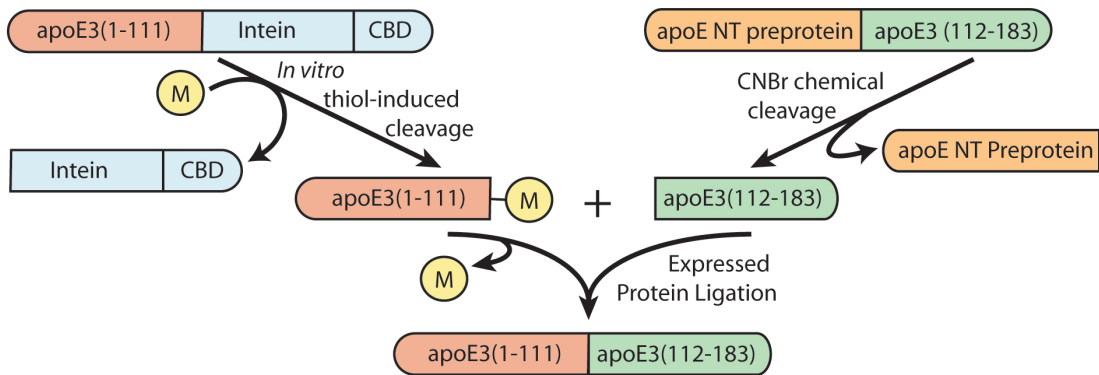 apoE3(1-111) Intein CBD
apoE NT preprotein apoE3 (112-183)
In vitro
thiol-induced
cleavage
M
CNBr chemical
cleavage
Intein CBD
apoE NT Preprotein
apoE3(1-111) M + apoE3(112-183)
M
Expressed
Protein Ligation
apoE3(1-111) apoE3(112-183)